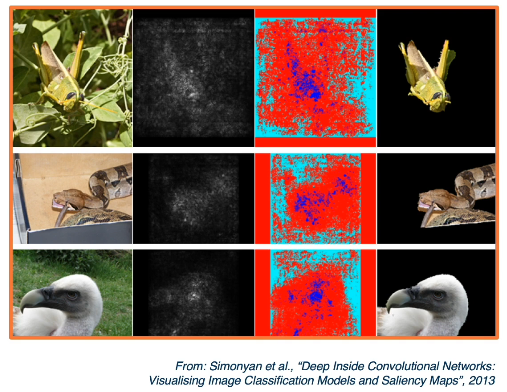 From: Simonyan et al., “Deep Inside Convolutional Networks:
Visualising Image Classification Models and Saliency Maps”, 2013